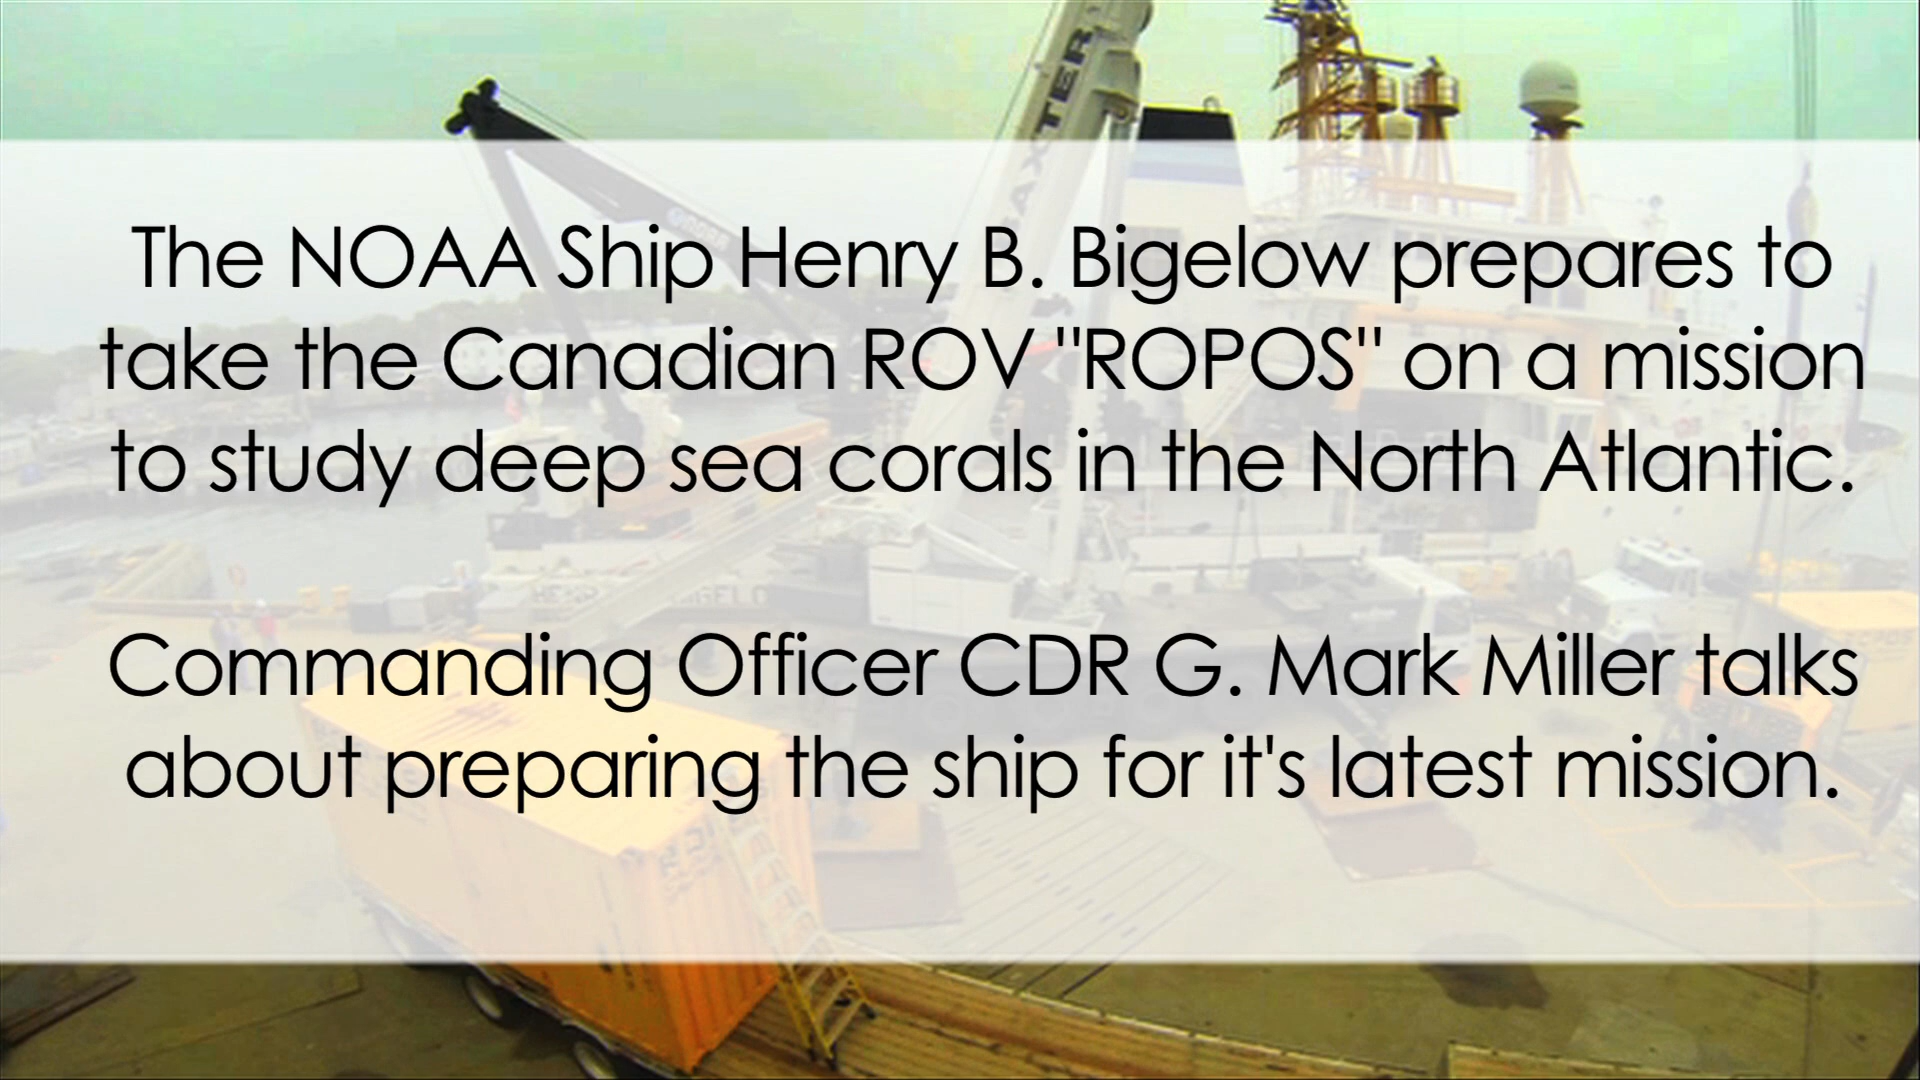 BAXTER
The NOAA Ship Henry B. Bigelow prepares to
take the Canadian ROV "ROPOS" on a mission
to study deep sea corals in the North Atlantic.
Commanding Officer CDR G. Mark Miller talks
about preparing the ship for it's latest mission.